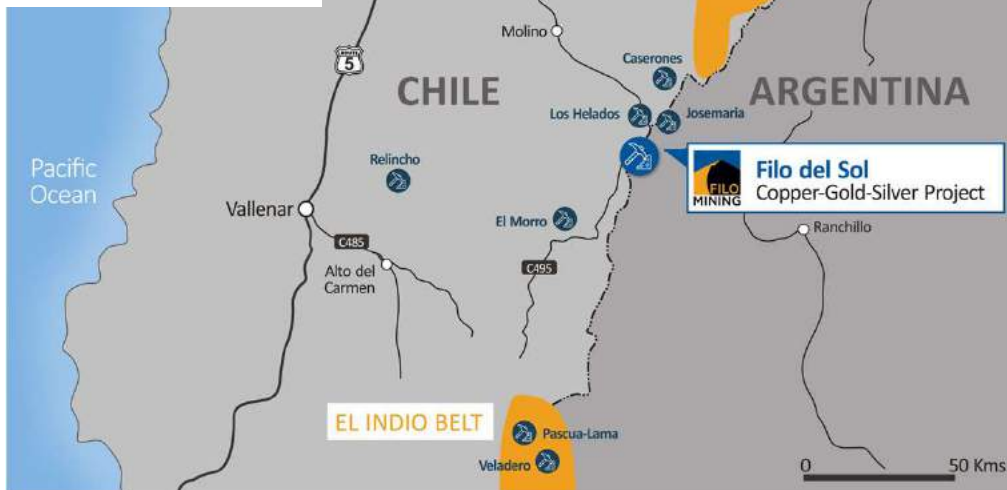 Molino
ROUTE
5
Caserones
CHILE
ARGENTINA
Los Helados
Josemaria
Pacific
Ocean
Relincho
FILO
MINING
Filo del Sol
Copper-Gold-Silver Project
Vallenar
El Morro
Ranchillo
C485
Alto del
Carmen
C495
EL INDIO BELT
Pascua-Lama
Veladero
0
50 Kms